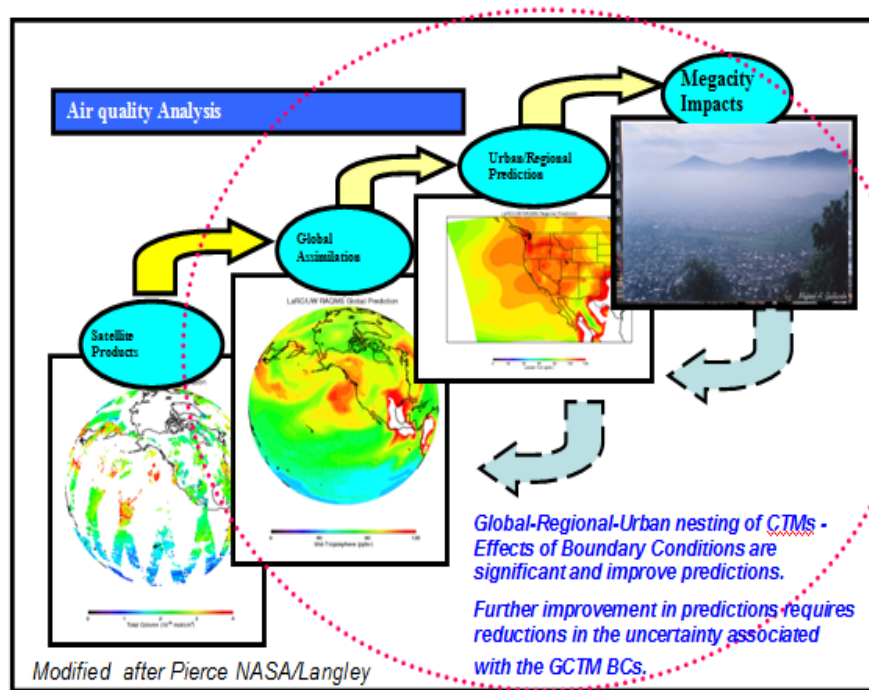 Megacity
Impacts
Air quality Analysis
Urban/Regional
Prediction
Global
Assimilation
LaRC/UW RAQMS Global Prediction
Satellite
Products
Global-Regional-Urban nesting of CTMs -
Effects of Boundary Conditions are
significant and improve predictions.
Further improvement in predictions requires
reductions in the uncertainty associated
with the GCTM BCs.
Modified after Pierce NASA/Langley